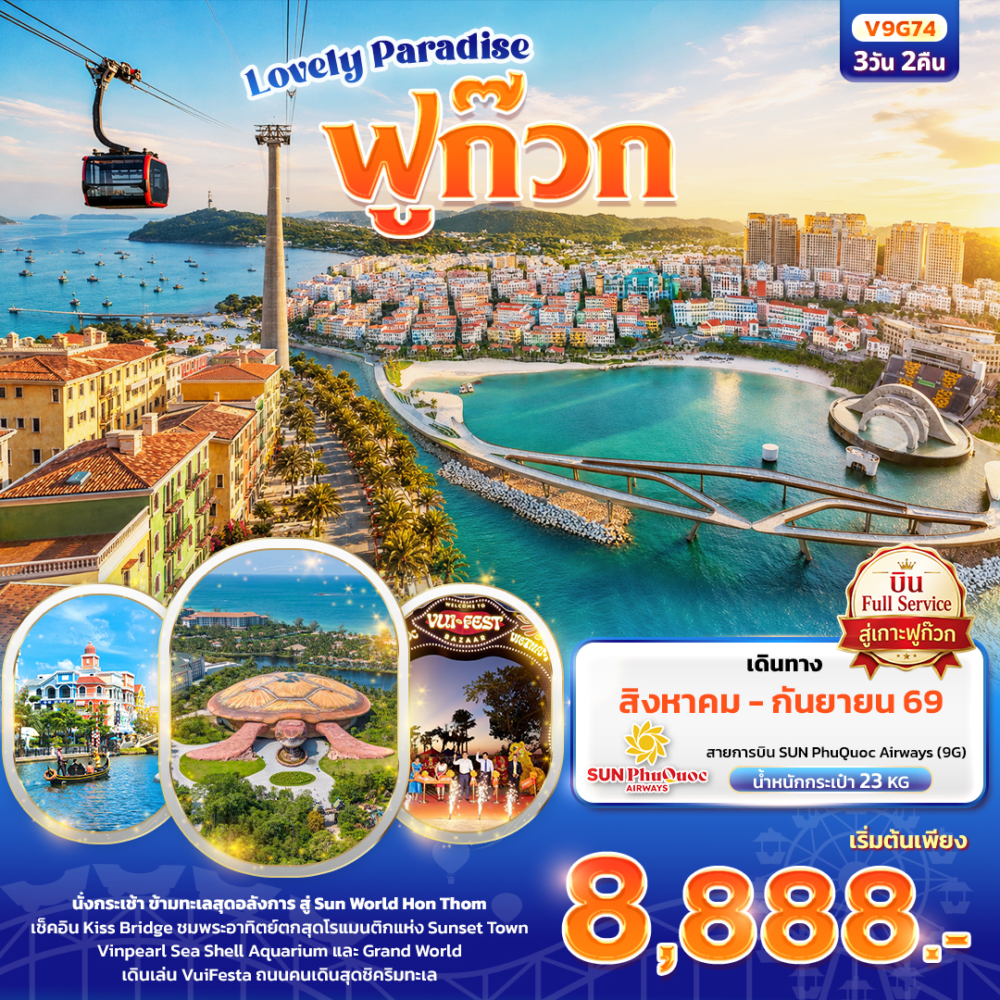 V9G74
3วัน 2คืน
Lovely Paradise
ฟูก๊วก
WELCOME TO
VUI-FEST
BAZAAR
บิน
Full Service
สู่เกาะฟูก๊วก
เดินทาง
สิงหาคม - กันยายน 69
สายการบิน SUN PhuQuoc Airways (9G)
SUN PhuQuoc
AIRWAYS
น้ำหนักกระเป๋า 23 KG
เริ่มต้นเพียง
8,888.-
นั่งกระเช้า ข้ามทะเลสุดอลังการ สู่ Sun World Hon Thom
เช็คอิน Kiss Bridge ชมพระอาทิตย์ตกสุดโรแมนติกแห่ง Sunset Town
Vinpearl Sea Shell Aquarium และ Grand World
เดินเล่น VuiFesta ถนนคนเดินสุดชิคริมทะเล